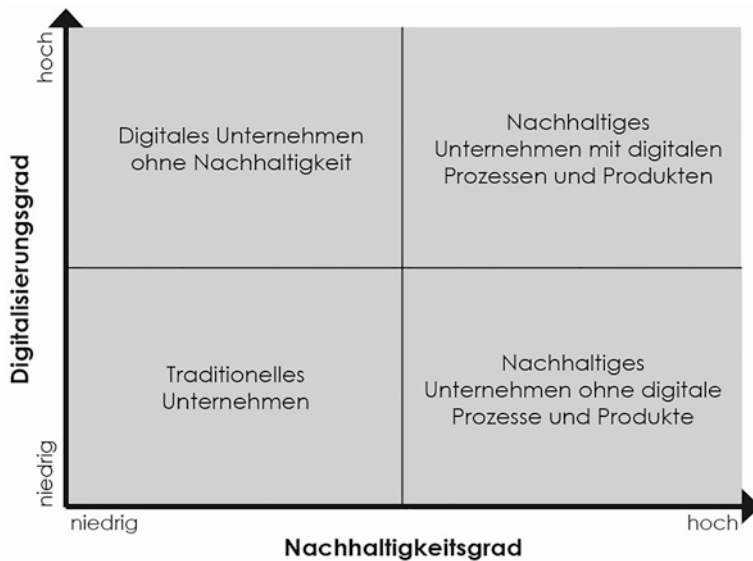 hoch
Digitalisierungsgrad
niedrig
Digitales Unternehmen
ohne Nachhaltigkeit
Nachhaltiges
Unternehmen mit digitalen
Prozessen und Produkten
Traditionelles
Unternehmen
Nachhaltiges
Unternehmen ohne digitale
Prozesse und Produkte
niedrig
hoch
Nachhaltigkeitsgrad